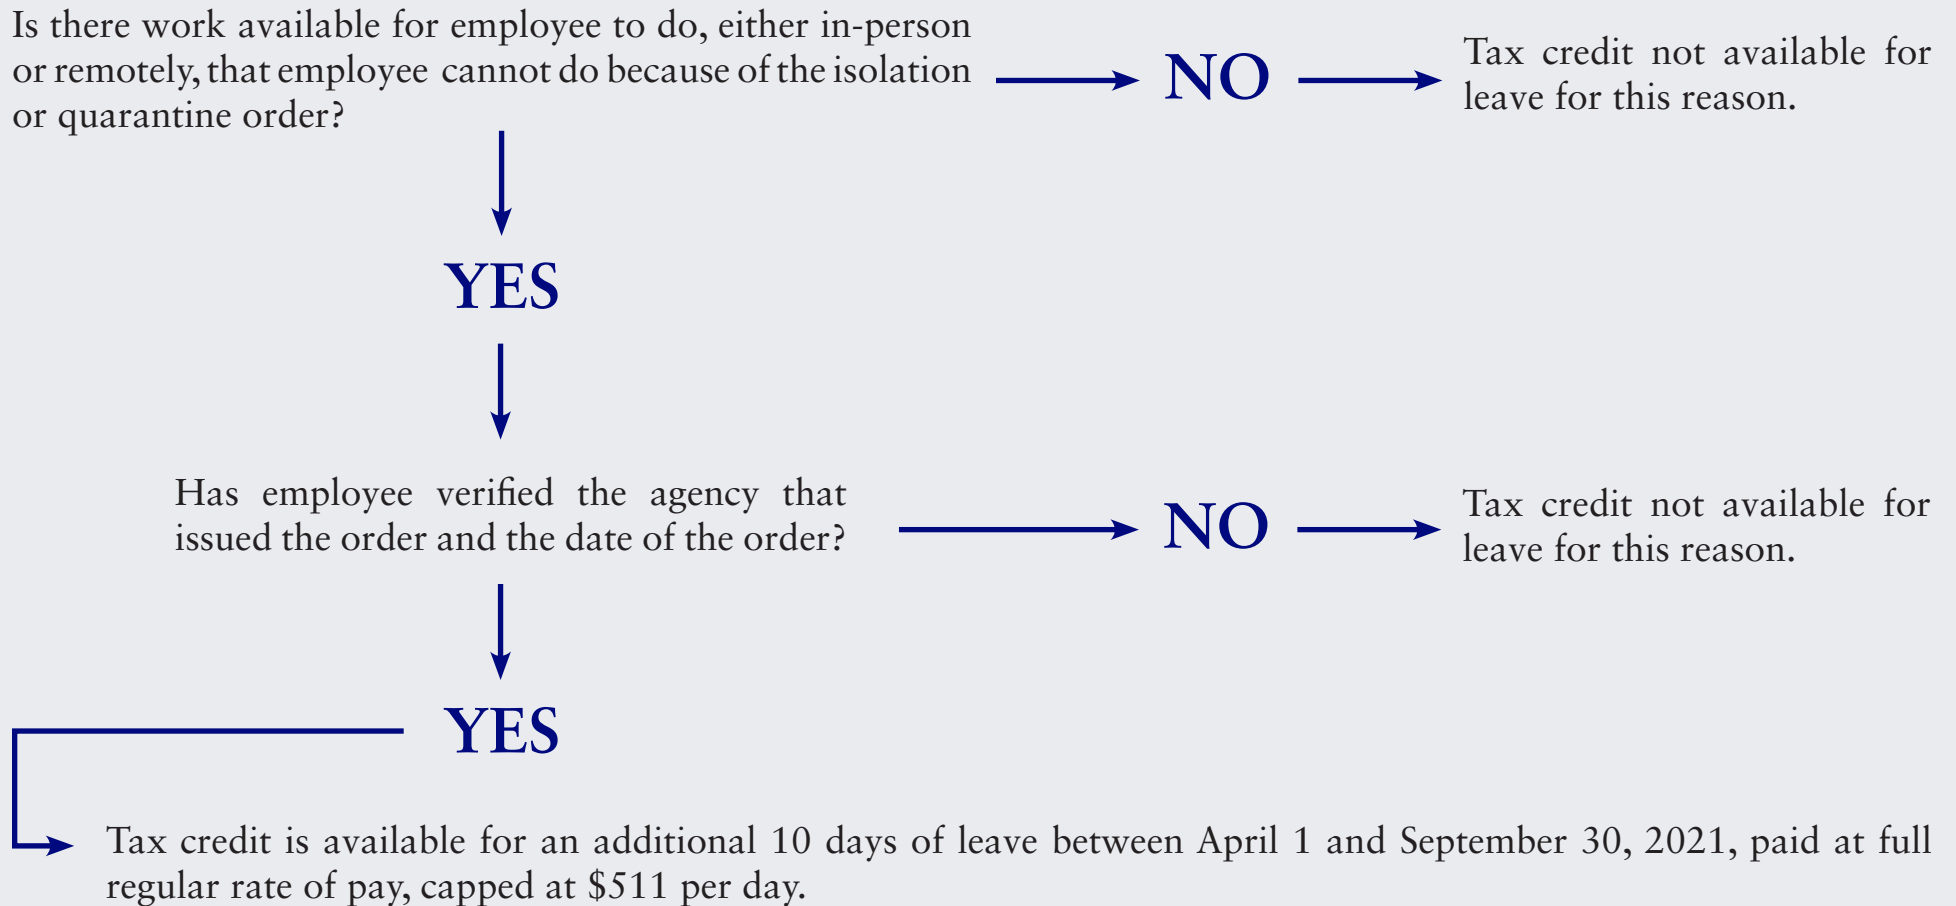 Is there work available for employee to do, either in-person
or remotely, that employee cannot do because of the isolation
or quarantine order?
NO
Tax credit not available for
leave for this reason.
YES
Has employee verified the agency that
issued the order and the date of the order?
NO
Tax credit not available for
leave for this reason.
YES
Tax credit is available for an additional 10 days of leave between April 1 and September 30, 2021, paid at full
regular rate of pay, capped at $511 per day.